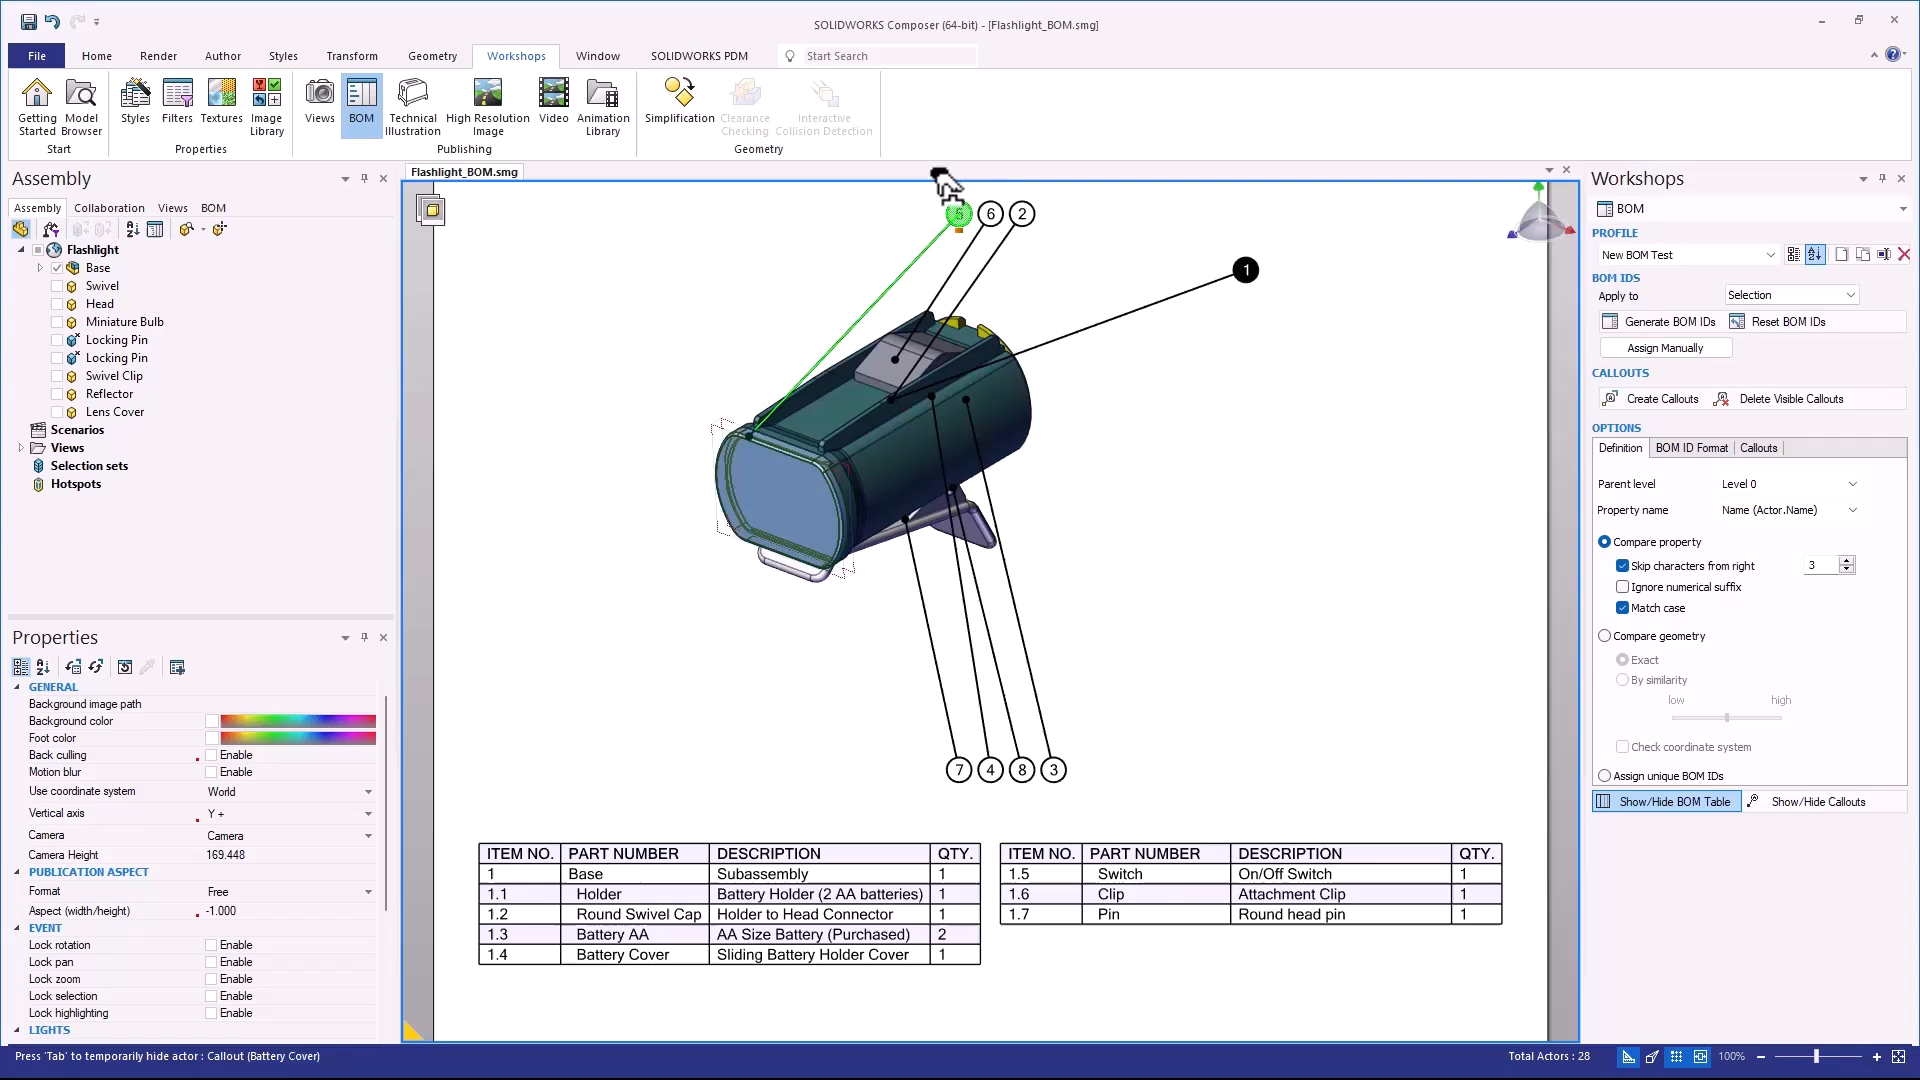 SOLIDWORKS Composer (64-bit) - [Flashlight_BOM.smg]
File Home Render Author Styles Transform Geometry Workshops Window SOLIDWORKS PDM Start Search
Getting Started
Model Browser
Styles
Filters
Textures
Image Library
Views
BOM
Technical Illustration
High Resolution Image
Video
Animation Library
Simplification
Clearance Checking
Interactive Collision Detection
Start Properties Publishing Geometry
Assembly
Assembly Collaboration Views BOM
Flashlight
Base
Swivel
Head
Miniature Bulb
Locking Pin
Locking Pin
Swivel Clip
Reflector
Lens Cover
Scenarios
Views
Selection sets
Hotspots
Properties
GENERAL
Background image path
Background color
Foot color
Back culling Enable
Motion blur Enable
Use coordinate system World
Vertical axis Y +
Camera Camera
Camera Height 169.448
PUBLICATION ASPECT
Format Free
Aspect (width/height) -1.000
EVENT
Lock rotation Enable
Lock pan Enable
Lock zoom Enable
Lock selection Enable
Lock highlighting Enable
LIGHTS
Flashlight_BOM.smg
5 6 2
1
7 4 8 3
ITEM NO. PART NUMBER DESCRIPTION QTY.
1 Base Subassembly 1
1.1 Holder Battery Holder (2 AA batteries) 1
1.2 Round Swivel Cap Holder to Head Connector 1
1.3 Battery AA AA Size Battery (Purchased) 2
1.4 Battery Cover Sliding Battery Holder Cover 1
ITEM NO. PART NUMBER DESCRIPTION QTY.
1.5 Switch On/Off Switch 1
1.6 Clip Attachment Clip 1
1.7 Pin Round head pin 1
Workshops
BOM
PROFILE
New BOM Test
BOM IDS
Apply to Selection
Generate BOM IDs Reset BOM IDs
Assign Manually
CALLOUTS
Create Callouts Delete Visible Callouts
OPTIONS
Definition BOM ID Format Callouts
Parent level Level 0
Property name Name (Actor.Name)
Compare property
Skip characters from right 3
Ignore numerical suffix
Match case
Compare geometry
Exact
By similarity
low high
Check coordinate system
Assign unique BOM IDs
Show/Hide BOM Table Show/Hide Callouts
Press 'Tab' to temporarily hide actor : Callout (Battery Cover)
Total Actors : 28
100%